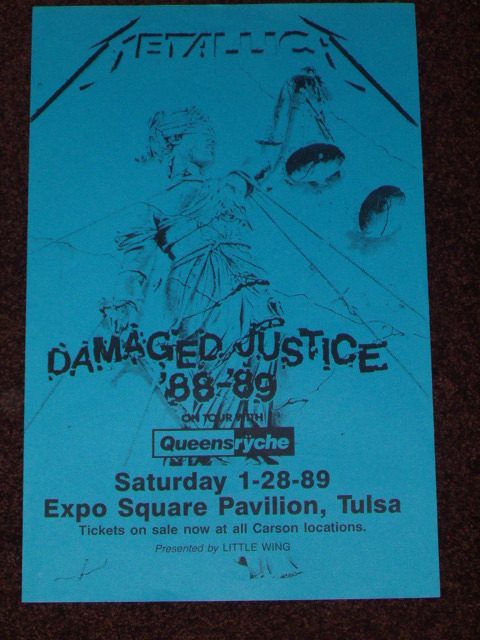 METALLICA
DAMAGED JUSTICE
'88-'89
ON TOUR WITH
Queensrÿche
Saturday 1-28-89
Expo Square Pavilion, Tulsa
Tickets on sale now at all Carson locations.
Presented by LITTLE WING